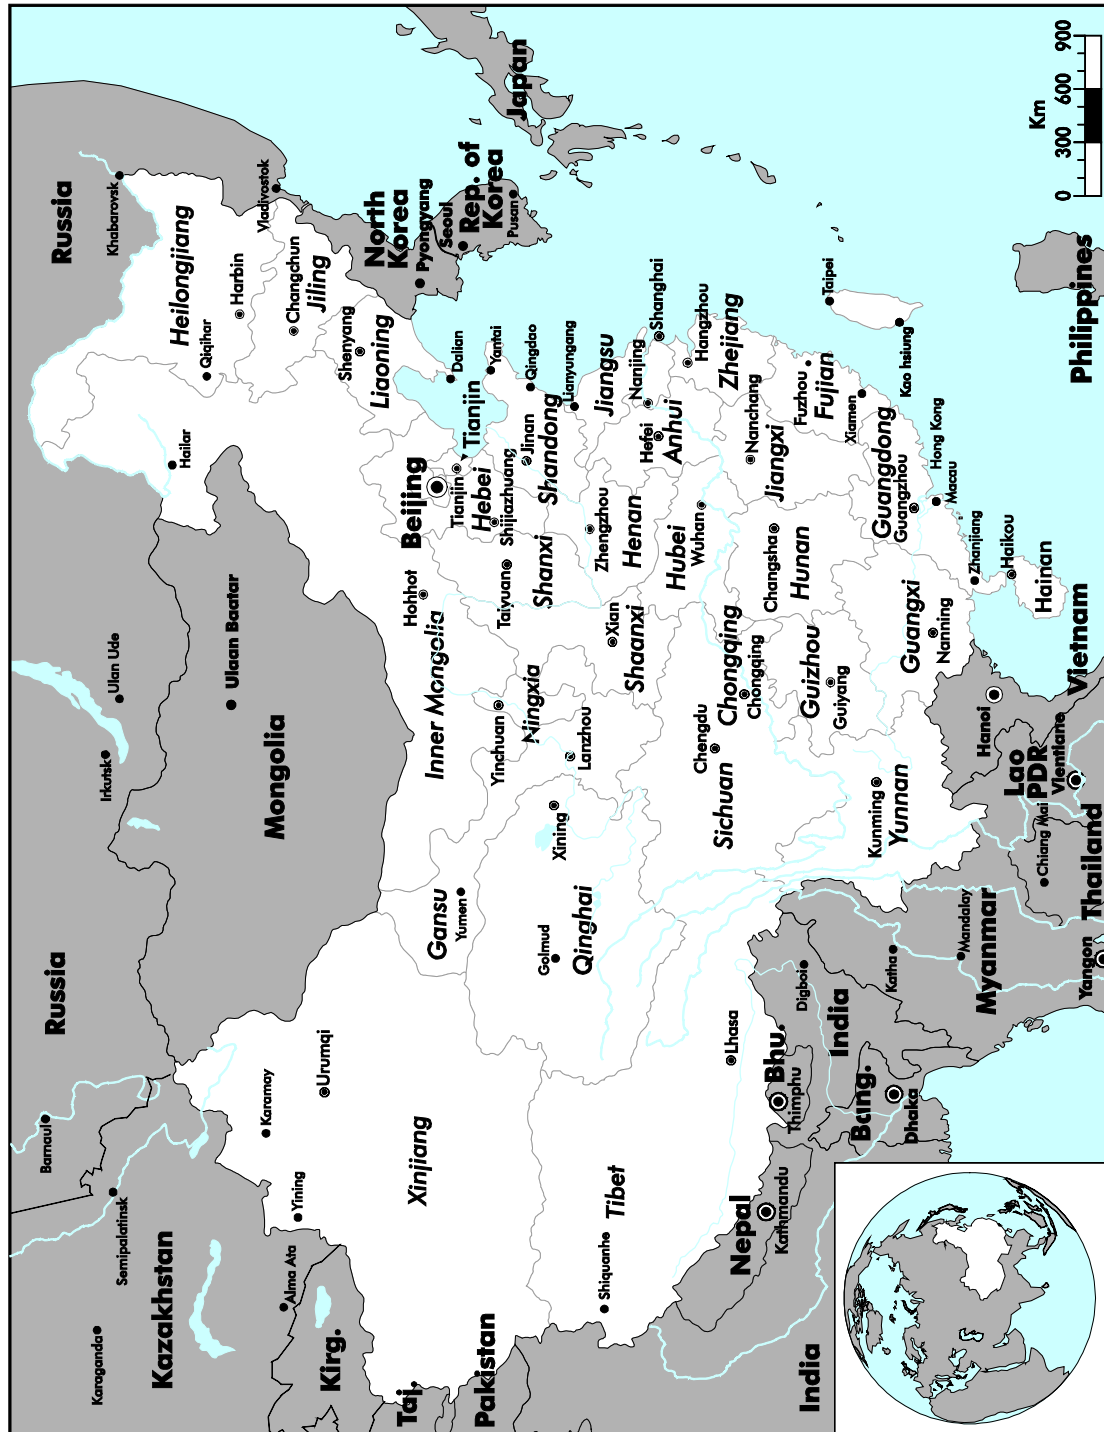 Russia
Russia
Khabarovsk
Barnaul
Semipalatinsk
Karaganda
Kazakhstan
Irkutsk
Ulan Ude
Ulaan Baatar
Mongolia
Hailar
Qiqihar
Heilongjiang
Harbin
Vladivostok
Changchun
Jiling
Shenyang
Liaoning
North
Korea
Pyongyang
Seoul
Rep. of
Korea
Pusan
Japan
Alma Ata
Kirg.
Taj.
Pakistan
Yining
Karamay
Urumqi
Xinjiang
Gansu
Yumen
Inner Mongolia
Hohhot
Beijing
Tianjin
Tianjin
Hebei
Shijiazhuang
Dalian
Yantai
Qingdao
Jinan
Shandong
Taiyuan
Shanxi
Yinchuan
Ningxia
Lanzhou
Xining
Golmud
Qinghai
Lianyungang
Jiangsu
Nanjing
Shanghai
Zhengzhou
Henan
Hefei
Anhui
Xian
Shaanxi
Hubei
Wuhan
Hangzhou
Zhejiang
Shiquanhe
Tibet
Lhasa
Chengdu
Sichuan
Chongqing
Chongqing
Changsha
Hunan
Nanchang
Jiangxi
Fuzhou
Fujian
Xiamen
Taipei
Kao hsiung
Guizhou
Guiyang
Kunming
Yunnan
Guangxi
Nanning
Guangdong
Guangzhou
Hong Kong
Macau
Zhanjiang
Haikou
Hainan
Nepal
Kathmandu
Bhu.
Thimphu
India
India
Digboi
Bang.
Dhaka
Katha
Mandalay
Myanmar
Yangon
Thailand
Chiang Mai
Lao
PDR
Vientiane
Hanoi
Vietnam
Philippines
Km
0 300 600 900